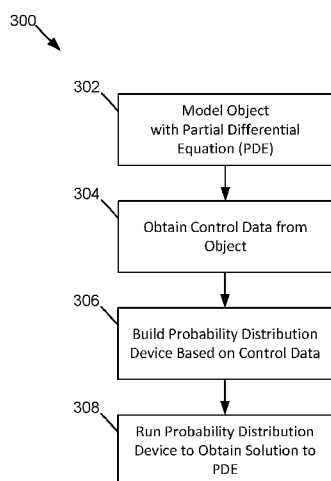 300
302
Model Object
with Partial Differential
Equation (PDE)
304
Obtain Control Data from
Object
306
Build Probability Distribution
Device Based on Control Data
308
Run Probability Distribution
Device to Obtain Solution to
PDE